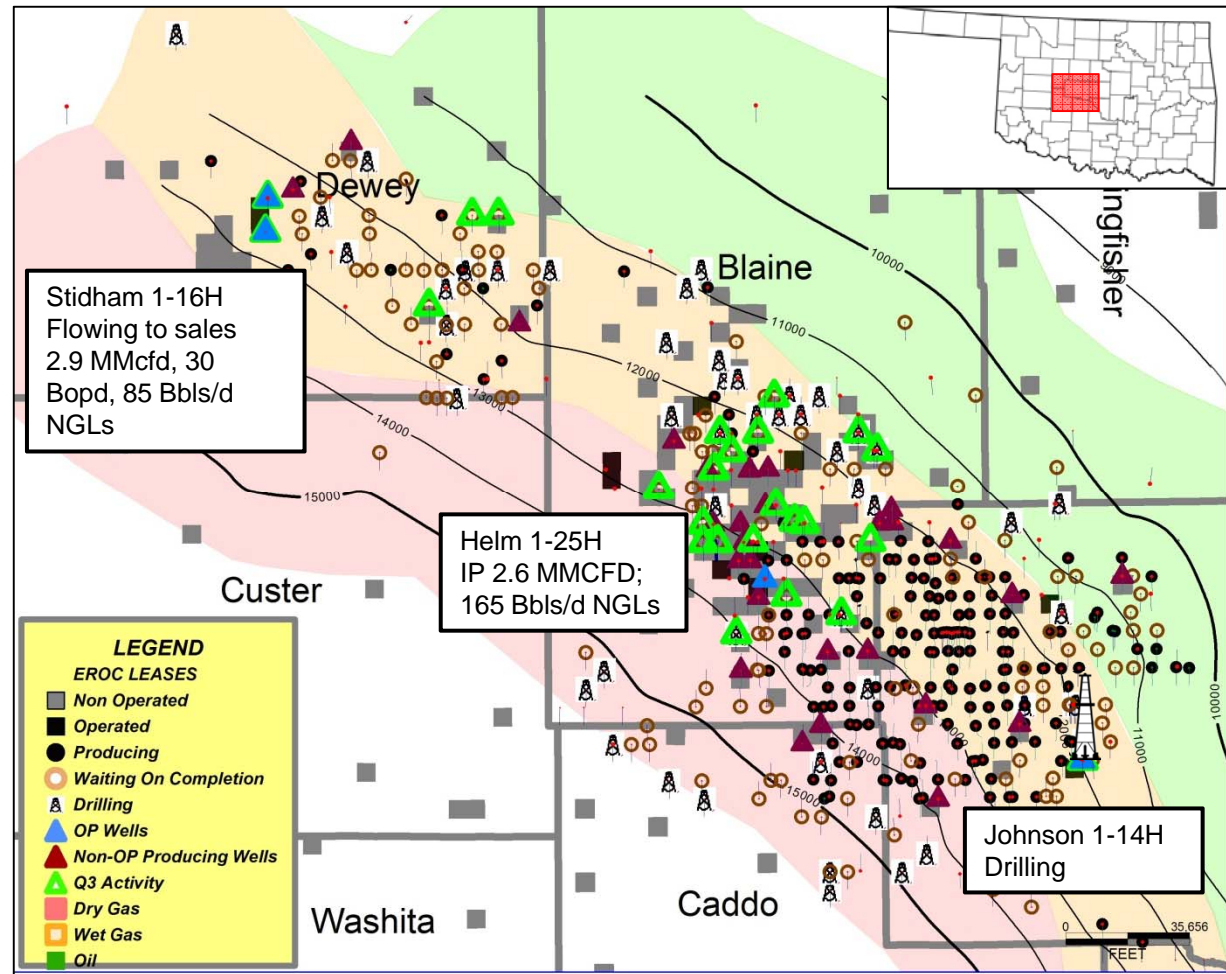 Dewey
Blaine
ingfisher
10000
9000
11000
12000
13000
14000
15000
Stidham 1-16H
Flowing to sales
2.9 MMcfd, 30
Bopd, 85 Bbls/d
NGLs
Helm 1-25H
IP 2.6 MMCFD;
165 Bbls/d NGLs
Custer
LEGEND
EROC LEASES
Non Operated
Operated
Producing
Waiting On Completion
Drilling
OP Wells
Non-OP Producing Wells
Q3 Activity
Dry Gas
Wet Gas
Oil
14000
15000
11000
10000
Johnson 1-14H
Drilling
Washita
Caddo
0 35,656
FEET